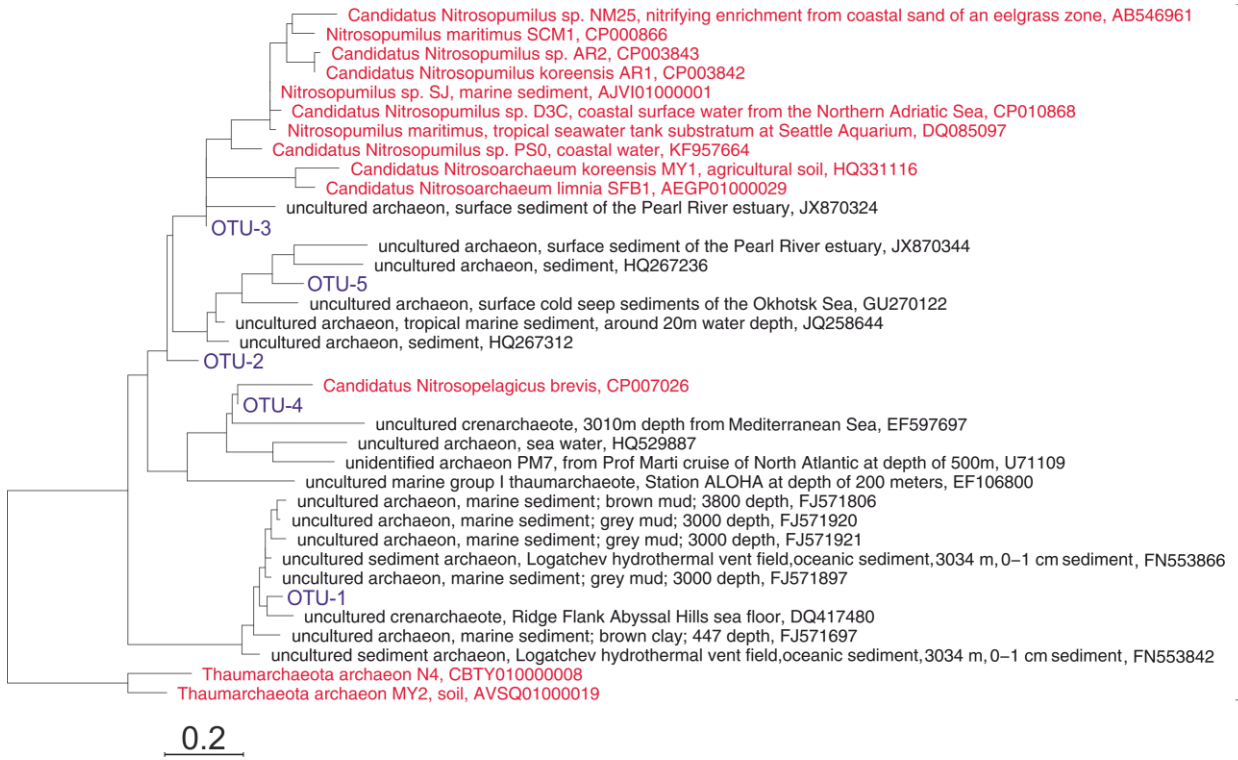 Candidatus Nitrosopumilus sp. NM25, nitrifying enrichment from coastal sand of an eelgrass zone, AB546961
Nitrosopumilus maritimus SCM1, CP000866
Candidatus Nitrosopumilus sp. AR2, CP003843
Candidatus Nitrosopumilus koreensis AR1, CP003842
Nitrosopumilus sp. SJ, marine sediment, AJVI01000001
Candidatus Nitrosopumilus sp. D3C, coastal surface water from the Northern Adriatic Sea, CP010868
Nitrosopumilus maritimus, tropical seawater tank substratum at Seattle Aquarium, DQ085097
Candidatus Nitrosopumilus sp. PS0, coastal water, KF957664
Candidatus Nitrosoarchaeum koreensis MY1, agricultural soil, HQ331116
Candidatus Nitrosoarchaeum limnia SFB1, AEGP01000029
uncultured archaeon, surface sediment of the Pearl River estuary, JX870324
OTU-3
uncultured archaeon, surface sediment of the Pearl River estuary, JX870344
uncultured archaeon, sediment, HQ267236
OTU-5
uncultured archaeon, surface cold seep sediments of the Okhotsk Sea, GU270122
uncultured archaeon, tropical marine sediment, around 20m water depth, JQ258644
uncultured archaeon, sediment, HQ267312
OTU-2
Candidatus Nitrosopelagicus brevis, CP007026
OTU-4
uncultured crenarchaeote, 3010m depth from Mediterranean Sea, EF597697
uncultured archaeon, sea water, HQ529887
unidentified archaeon PM7, from Prof Marti cruise of North Atlantic at depth of 500m, U71109
uncultured marine group I thaumarchaeote, Station ALOHA at depth of 200 meters, EF106800
uncultured archaeon, marine sediment; brown mud; 3800 depth, FJ571806
uncultured archaeon, marine sediment; grey mud; 3000 depth, FJ571920
uncultured archaeon, marine sediment; grey mud; 3000 depth, FJ571921
uncultured sediment archaeon, Logatchev hydrothermal vent field,oceanic sediment,3034 m, 0−1 cm sediment, FN553866
uncultured archaeon, marine sediment; grey mud; 3000 depth, FJ571897
OTU-1
uncultured crenarchaeote, Ridge Flank Abyssal Hills sea floor, DQ417480
uncultured archaeon, marine sediment; brown clay; 447 depth, FJ571697
uncultured sediment archaeon, Logatchev hydrothermal vent field,oceanic sediment,3034 m, 0−1 cm sediment, FN553842
Thaumarchaeota archaeon N4, CBTY010000008
Thaumarchaeota archaeon MY2, soil, AVSQ01000019
0.2